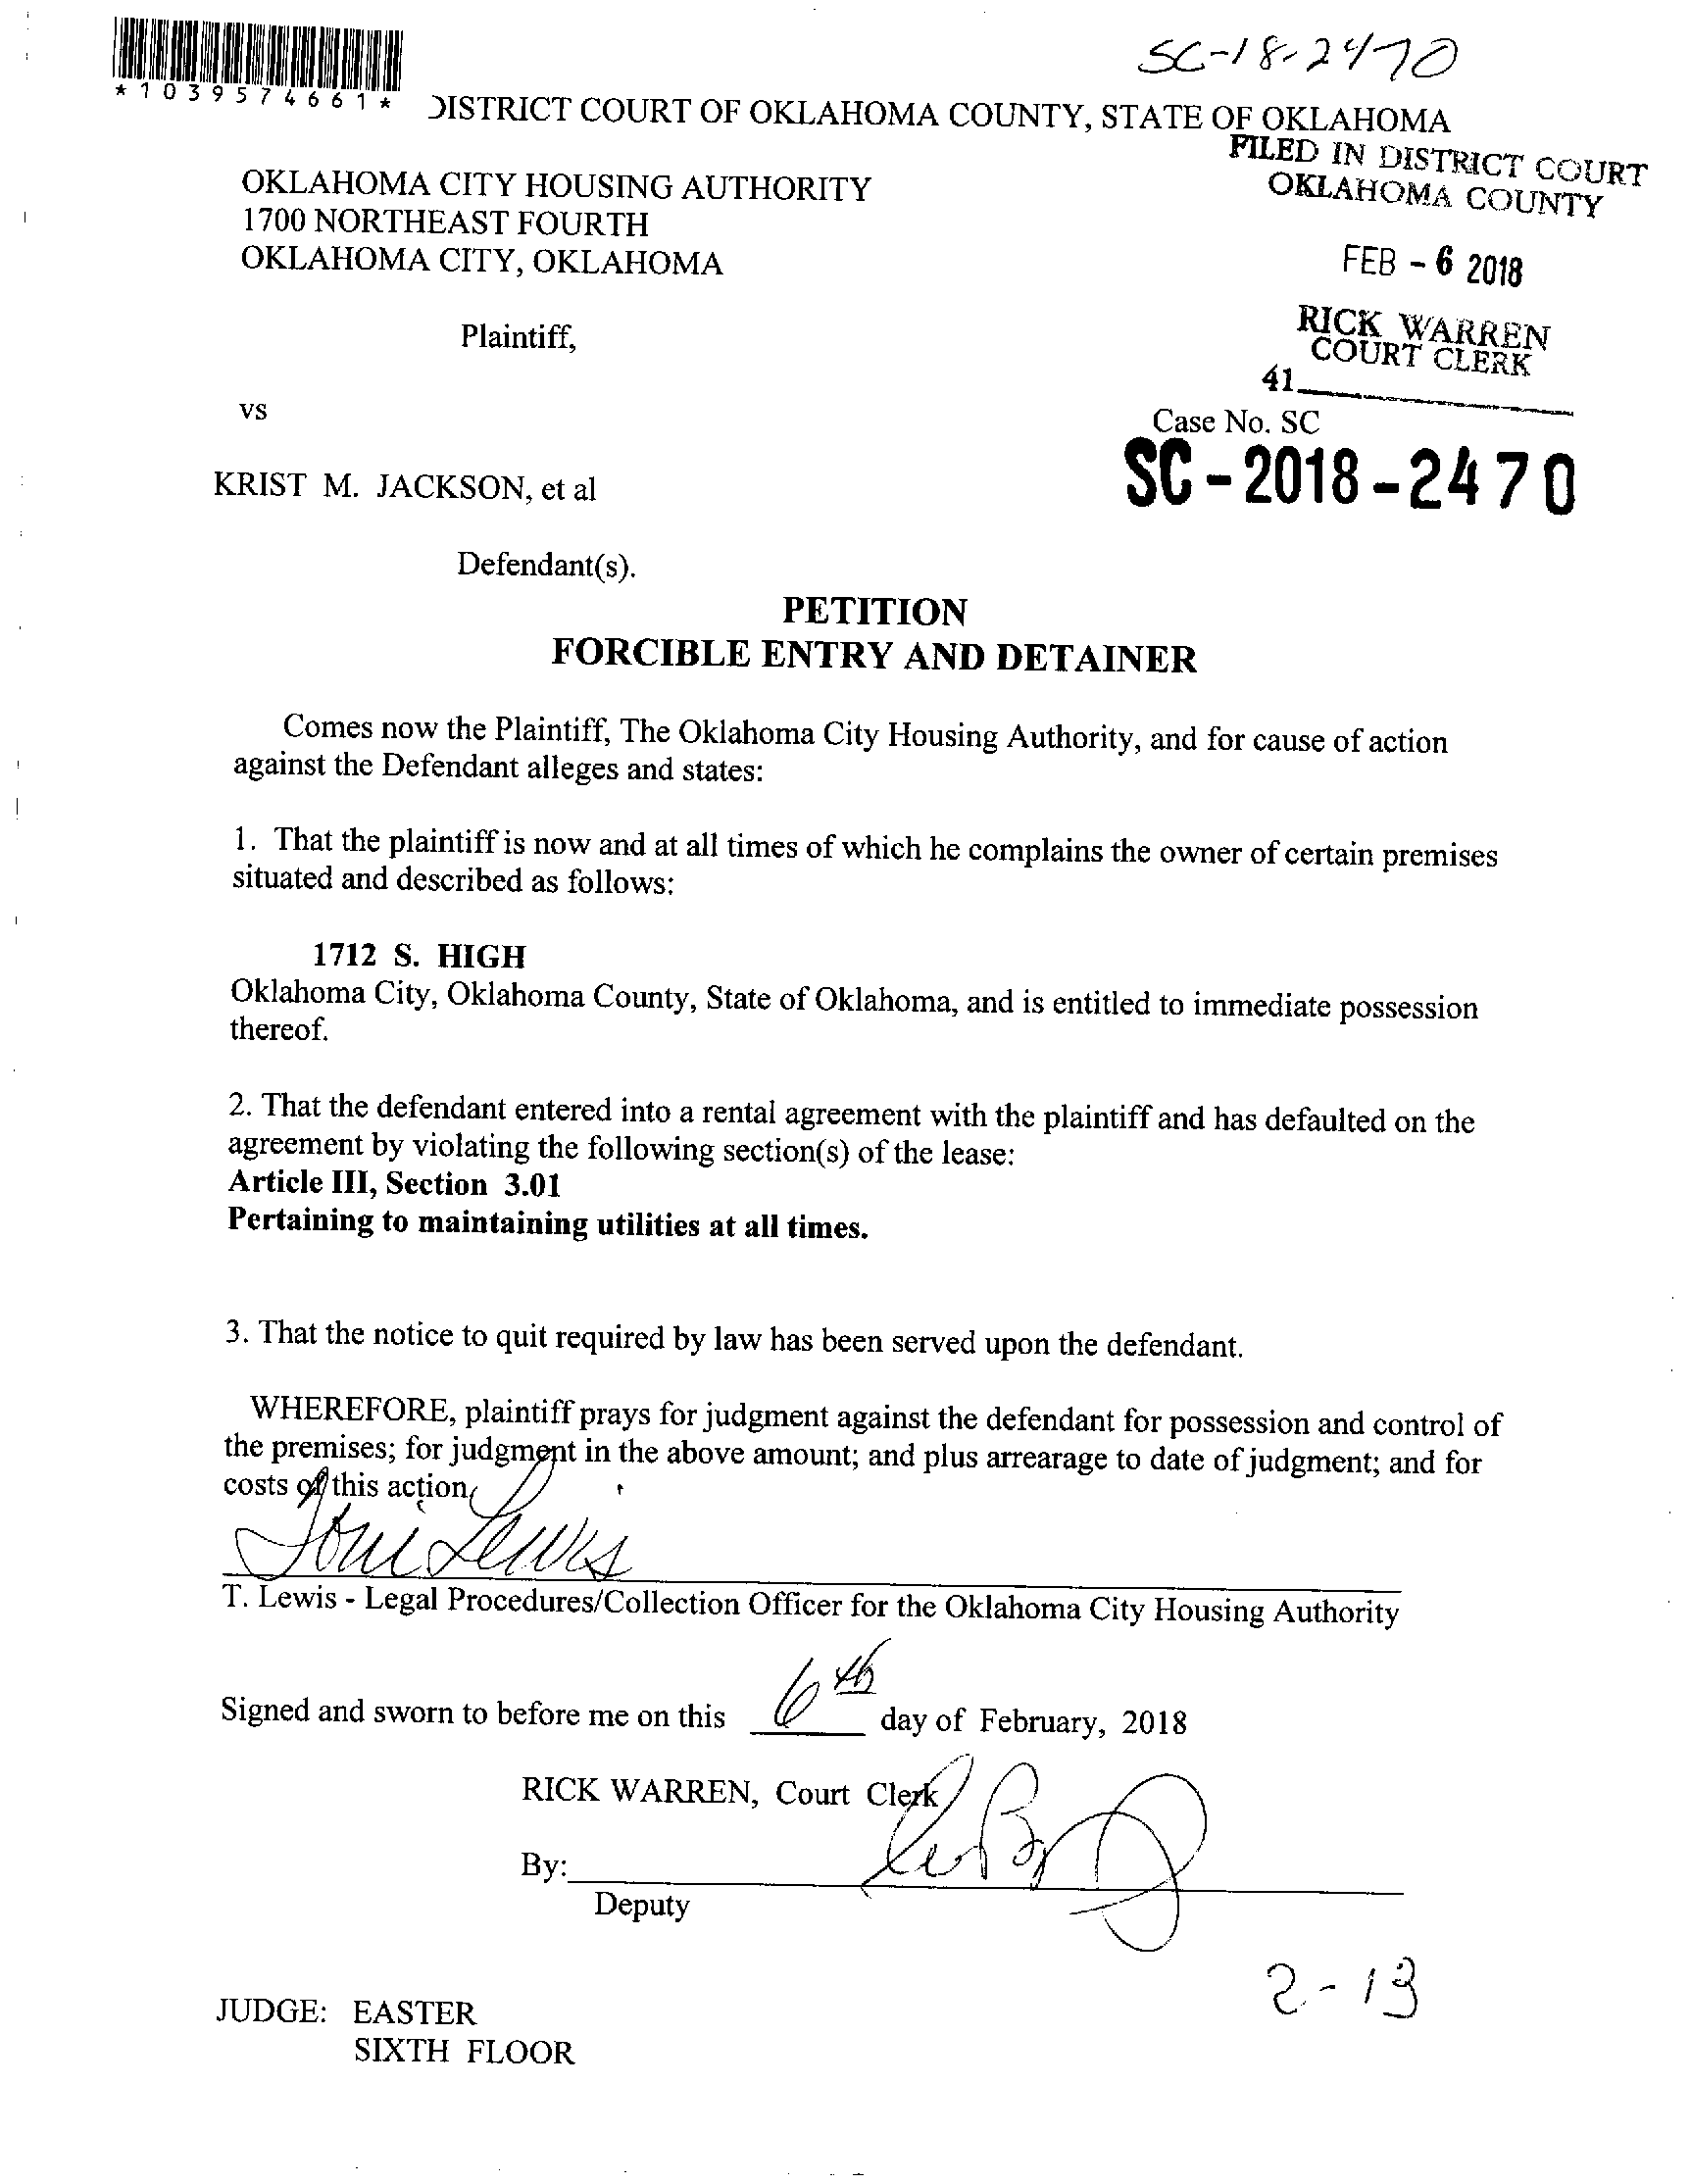 SC-18-2470
*1039574661*
DISTRICT COURT OF OKLAHOMA COUNTY, STATE OF OKLAHOMA
FILED IN DISTRICT COURT
OKLAHOMA COUNTY
OKLAHOMA CITY HOUSING AUTHORITY
1700 NORTHEAST FOURTH
OKLAHOMA CITY, OKLAHOMA
FEB - 6 2018
Plaintiff,
RICK WARREN
COURT CLERK
41
vs
Case No. SC
SC-2018-2470
KRIST M. JACKSON, et al
Defendant(s).
PETITION
FORCIBLE ENTRY AND DETAINER
Comes now the Plaintiff, The Oklahoma City Housing Authority, and for cause of action
against the Defendant alleges and states:
1. That the plaintiff is now and at all times of which he complains the owner of certain premises
situated and described as follows:
1712 S. HIGH
Oklahoma City, Oklahoma County, State of Oklahoma, and is entitled to immediate possession
thereof.
2. That the defendant entered into a rental agreement with the plaintiff and has defaulted on the
agreement by violating the following section(s) of the lease:
Article III, Section 3.01
Pertaining to maintaining utilities at all times.
3. That the notice to quit required by law has been served upon the defendant.
WHEREFORE, plaintiff prays for judgment against the defendant for possession and control of
the premises; for judgment in the above amount; and plus arrearage to date of judgment; and for
costs of this action.
Toni Lewis
T. Lewis - Legal Procedures/Collection Officer for the Oklahoma City Housing Authority
Signed and sworn to before me on this 6th day of February, 2018
RICK WARREN, Court Clerk
By:
Deputy
2-13
JUDGE: EASTER
SIXTH FLOOR